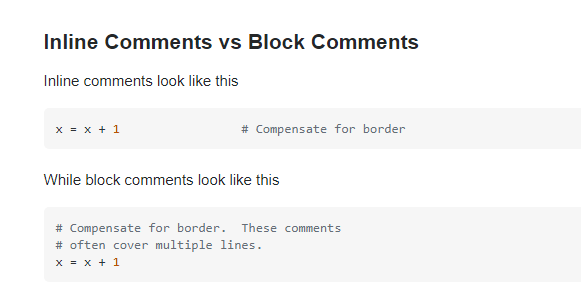 Inline Comments vs Block Comments
Inline comments look like this
x = x + 1                 # Compensate for border
While block comments look like this
# Compensate for border.  These comments
# often cover multiple lines.
x = x + 1